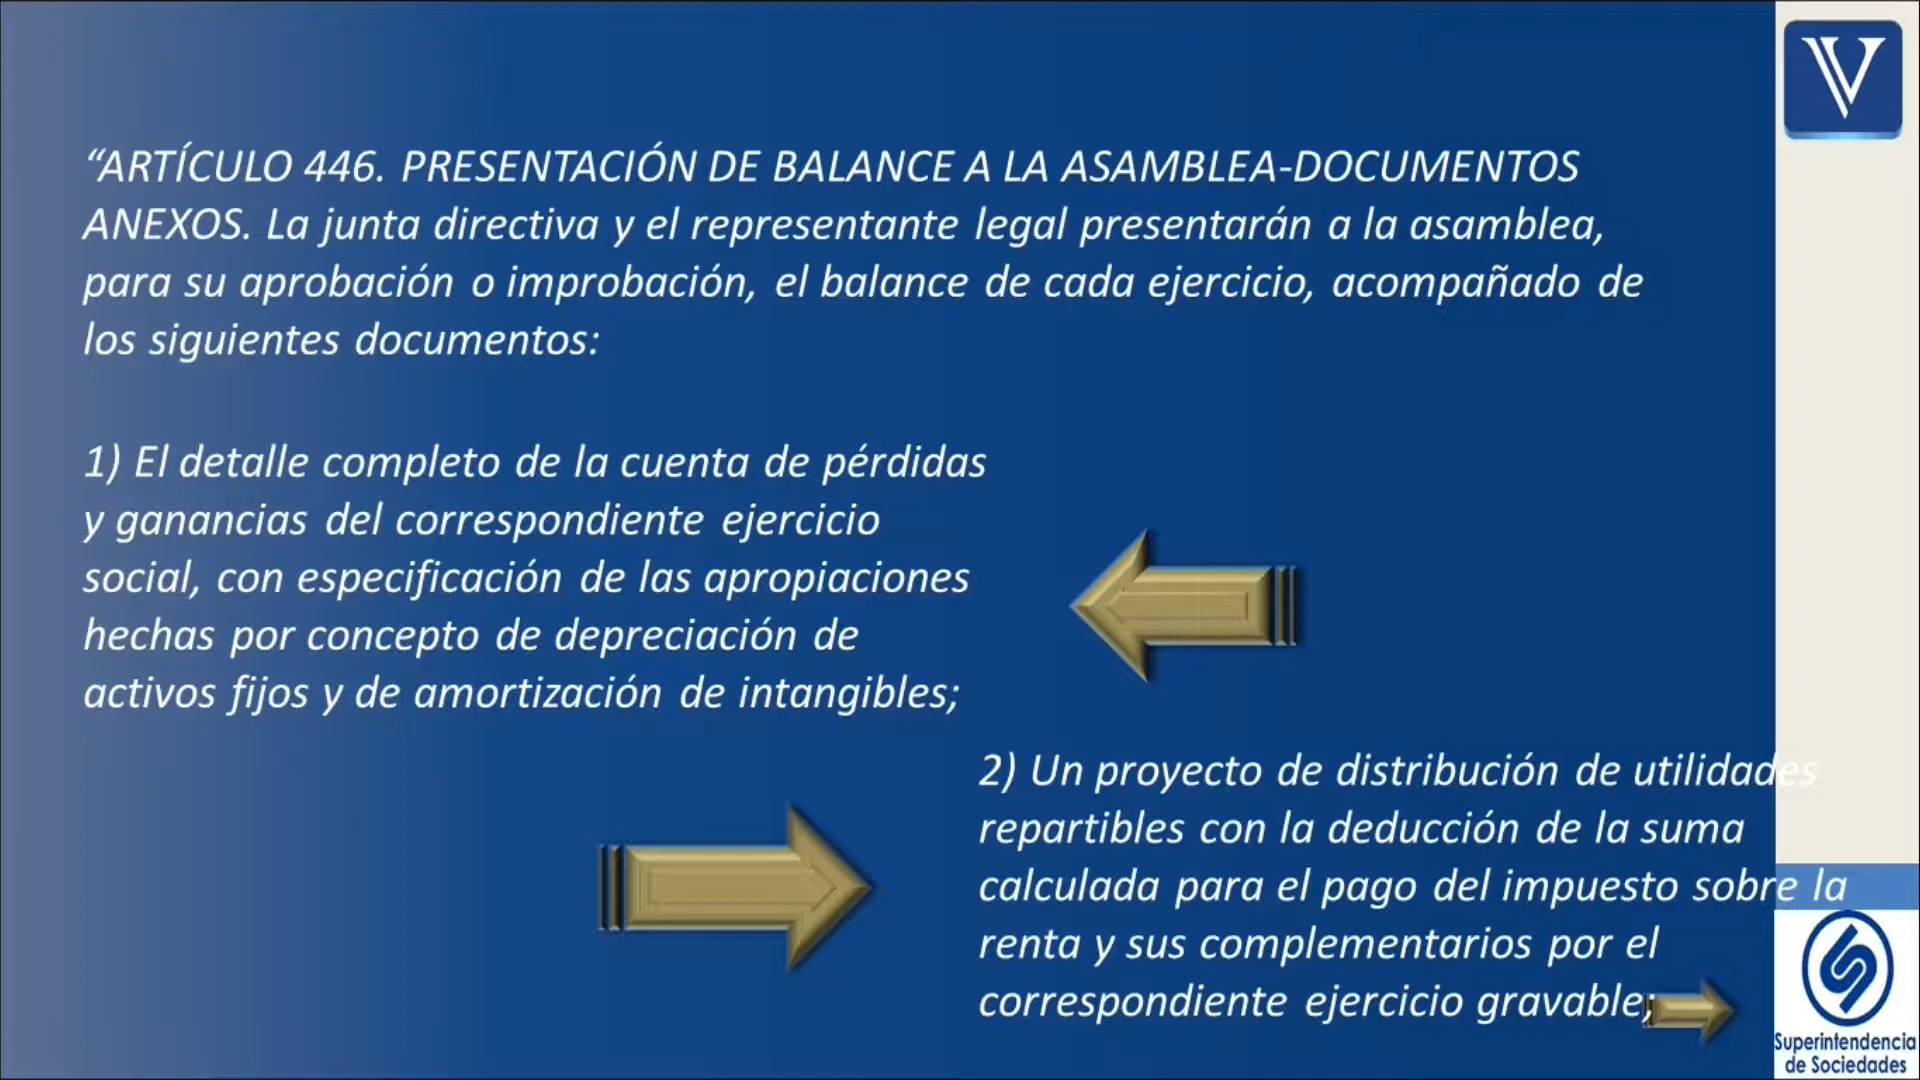 “ARTÍCULO 446. PRESENTACIÓN DE BALANCE A LA ASAMBLEA-DOCUMENTOS
ANEXOS. La junta directiva y el representante legal presentarán a la asamblea,
para su aprobación o improbación, el balance de cada ejercicio, acompañado de
los siguientes documentos:
1) El detalle completo de la cuenta de pérdidas
y ganancias del correspondiente ejercicio
social, con especificación de las apropiaciones
hechas por concepto de depreciación de
activos fijos y de amortización de intangibles;
2) Un proyecto de distribución de utilidades
repartibles con la deducción de la suma
calculada para el pago del impuesto sobre la
renta y sus complementarios por el
correspondiente ejercicio gravable;
V
Superintendencia
de Sociedades